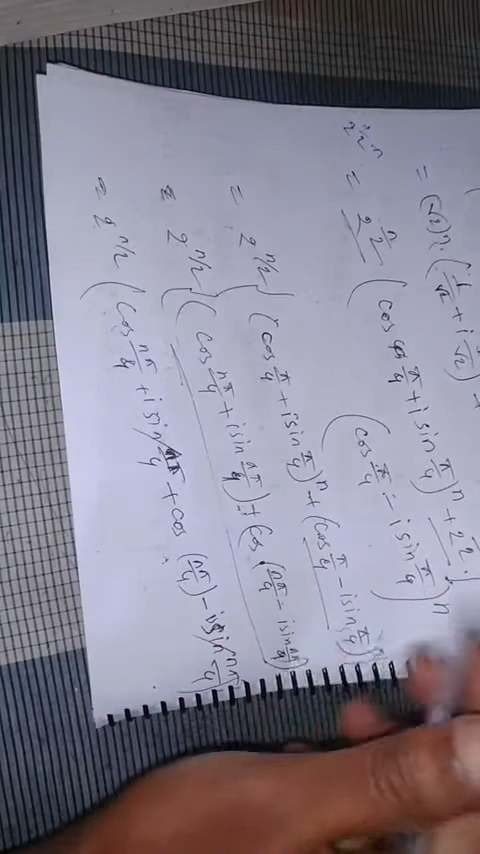 = (√2)ⁿ. (1/√2 + i 1/√2) +
= 2^(n/2) (cos π/4 + i sin π/4)ⁿ + 2^(n/2).
(cos π/4 - i sin π/4)ⁿ
= 2^(n/2) { (cos π/4 + i sin π/4)ⁿ + (cos π/4 - i sin π/4)ⁿ
= 2^(n/2) { (cos nπ/4 + i sin nπ/4) + (cos nπ/4 - i sin nπ/4)
= 2^(n/2) (cos nπ/4 + i sin nπ/4 + cos (nπ/4) - i sin nπ/4)